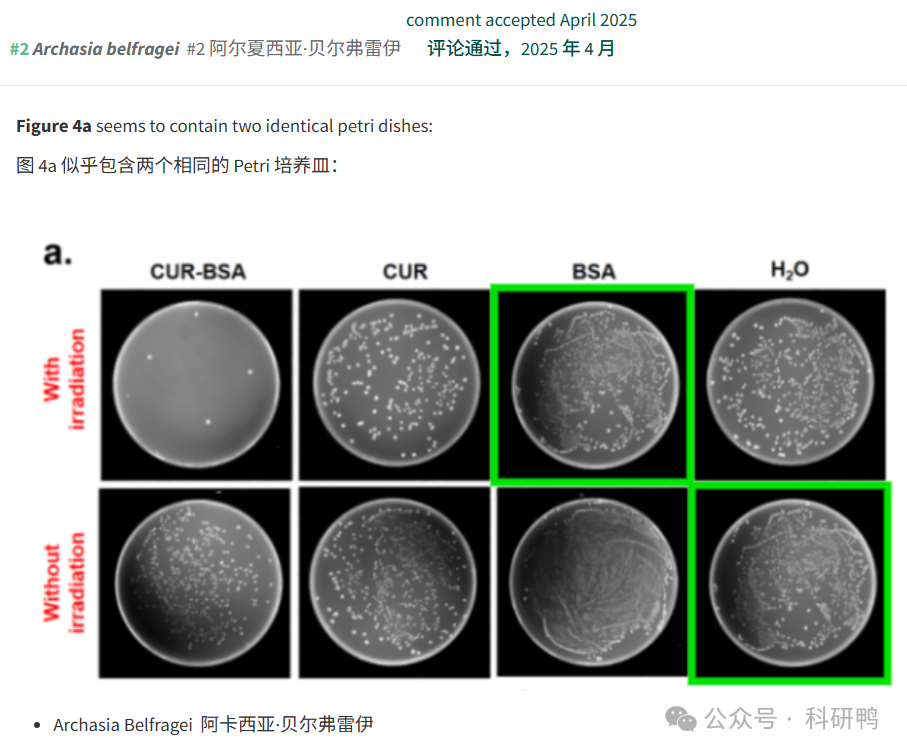 comment accepted April 2025
#2 Archasia belfragei #2 阿尔夏西亚·贝尔弗雷伊 评论通过，2025 年 4 月
Figure 4a seems to contain two identical petri dishes:
图 4a 似乎包含两个相同的 Petri 培养皿：
a.
CUR-BSA CUR BSA H₂O
With
irradiation
Without
irradiation
• Archasia Belfragei 阿卡西亚·贝尔弗雷伊
公众号 · 科研鸭